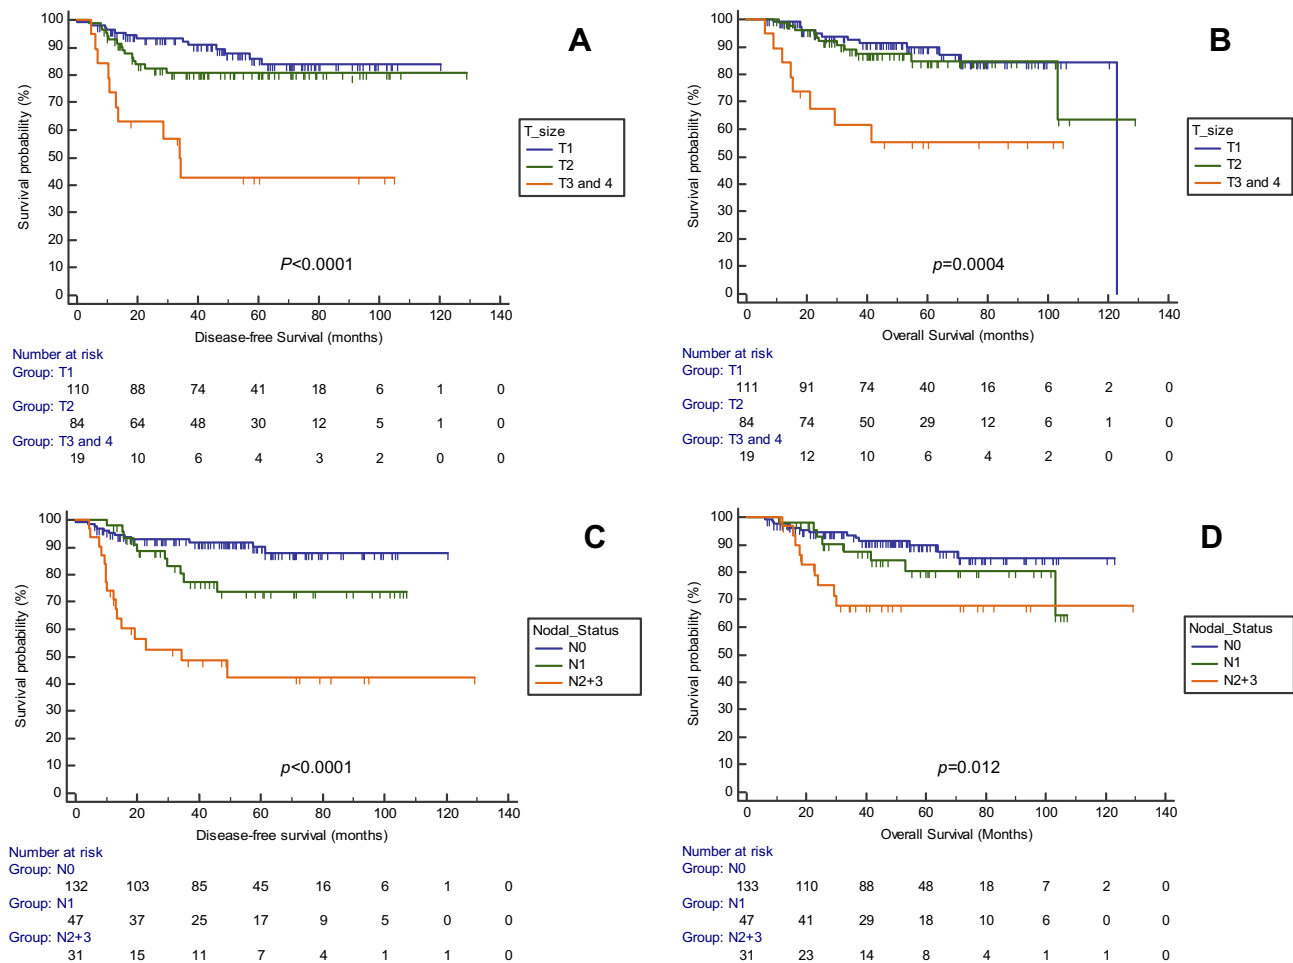 A
100
90
80
70
60
50
40
30
20
10
0
Survival probability (%)
0 20 40 60 80 100 120 140
Disease-free Survival (months)
P<0.0001
T_size
T1
T2
T3 and 4
Number at risk
Group: T1
110 88 74 41 18 6 1 0
Group: T2
84 64 48 30 12 5 1 0
Group: T3 and 4
19 10 6 4 3 2 0 0
B
100
90
80
70
60
50
40
30
20
10
0
Survival probability (%)
0 20 40 60 80 100 120 140
Overall Survival (months)
p=0.0004
T_size
T1
T2
T3 and 4
Number at risk
Group: T1
111 91 74 40 16 6 2 0
Group: T2
84 74 50 29 12 6 1 0
Group: T3 and 4
19 12 10 6 4 2 0 0
C
100
90
80
70
60
50
40
30
20
10
0
Survival probability (%)
0 20 40 60 80 100 120 140
Disease-free survival (months)
p<0.0001
Nodal_Status
N0
N1
N2+3
Number at risk
Group: N0
132 103 85 45 16 6 1 0
Group: N1
47 37 25 17 9 5 0 0
Group: N2+3
31 15 11 7 4 1 1 0
D
100
90
80
70
60
50
40
30
20
10
0
Survival probability (%)
0 20 40 60 80 100 120 140
Overall Survival (Months)
p=0.012
Nodal_Status
N0
N1
N2+3
Number at risk
Group: N0
133 110 88 48 18 7 2 0
Group: N1
47 41 29 18 10 6 0 0
Group: N2+3
31 23 14 8 4 1 1 0